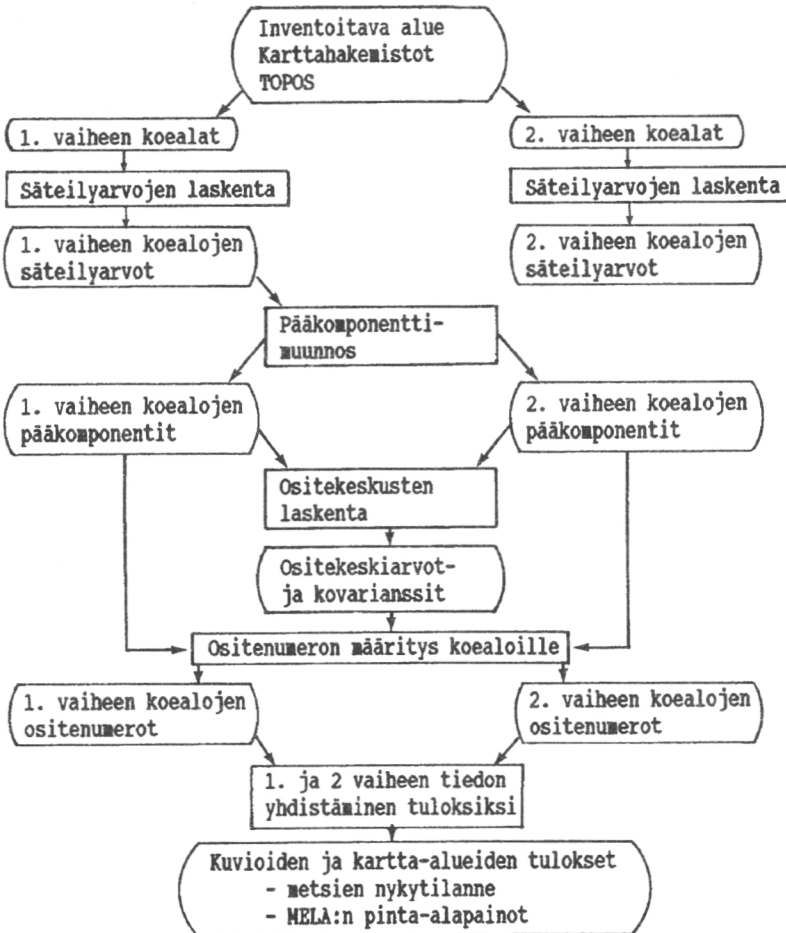 Inventoitava alue
Karttahakemistot
TOPOS
1. vaiheen koealat
2. vaiheen koealat
Säteilyarvojen laskenta
Säteilyarvojen laskenta
1. vaiheen koealojen
säteilyarvot
2. vaiheen koealojen
säteilyarvot
Pääkomponentti-
muunnos
1. vaiheen koealojen
pääkomponentit
2. vaiheen koealojen
pääkomponentit
Ositekeskusten
laskenta
Ositekeskiarvot-
ja kovarianssit
Ositenumeron määritys koealoille
1. vaiheen koealojen
ositenumerot
2. vaiheen koealojen
ositenumerot
1. ja 2 vaiheen tiedon
yhdistäminen tuloksiksi
Kuvioiden ja kartta-alueiden tulokset
- metsien nykytilanne
- MELA:n pinta-alapainot